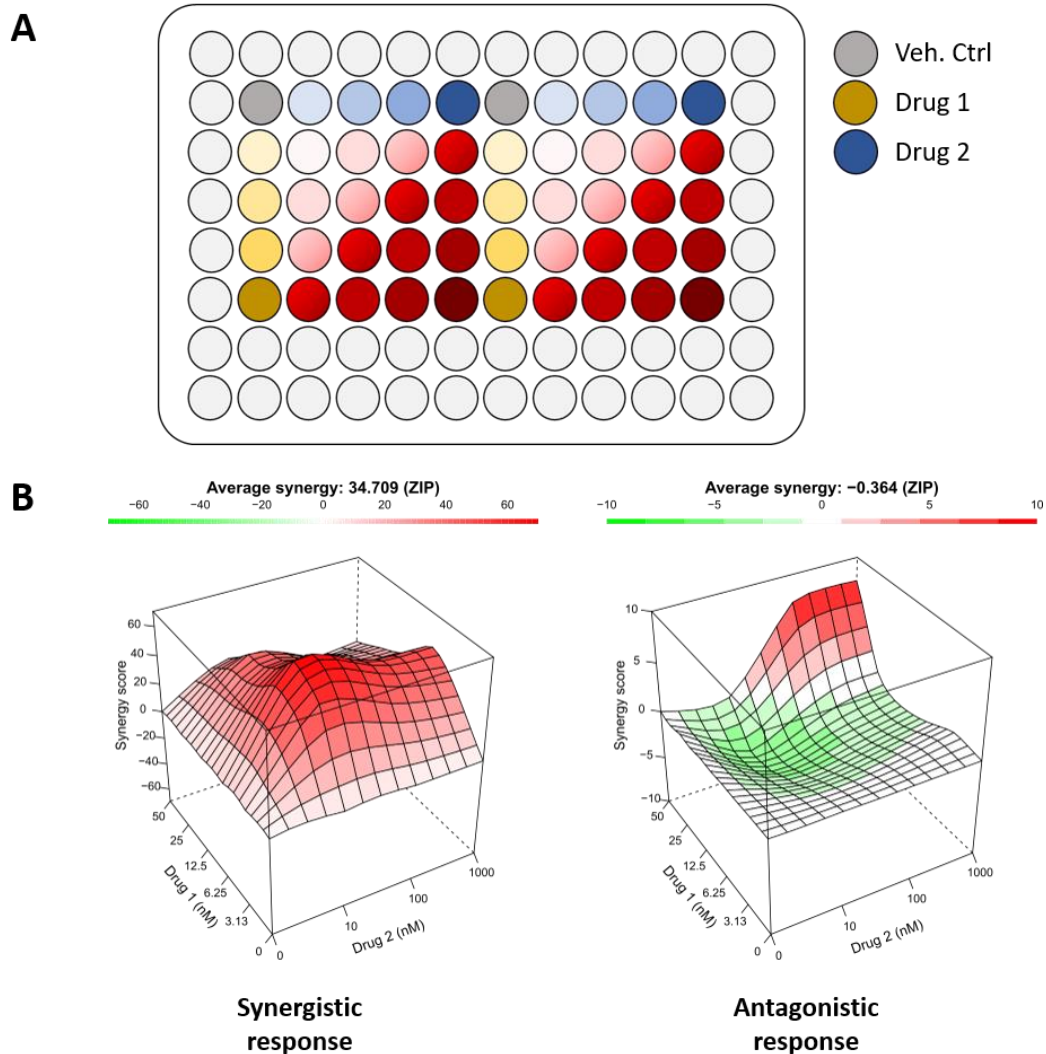 A
Veh. Ctrl
Drug 1
Drug 2
B
Average synergy: 34.709 (ZIP)
−60 −40 −20 0 20 40 60
Synergy score
60
40
20
0
−20
−40
−60
50
25
12.5
6.25
3.13
0
Drug 1 (nM)
0
10
100
1000
Drug 2 (nM)
Synergistic
response
Average synergy: −0.364 (ZIP)
−10 −5 0 5 10
Synergy score
10
5
0
−5
−10
50
25
12.5
6.25
3.13
0
Drug 1 (nM)
0
10
100
1000
Drug 2 (nM)
Antagonistic
response